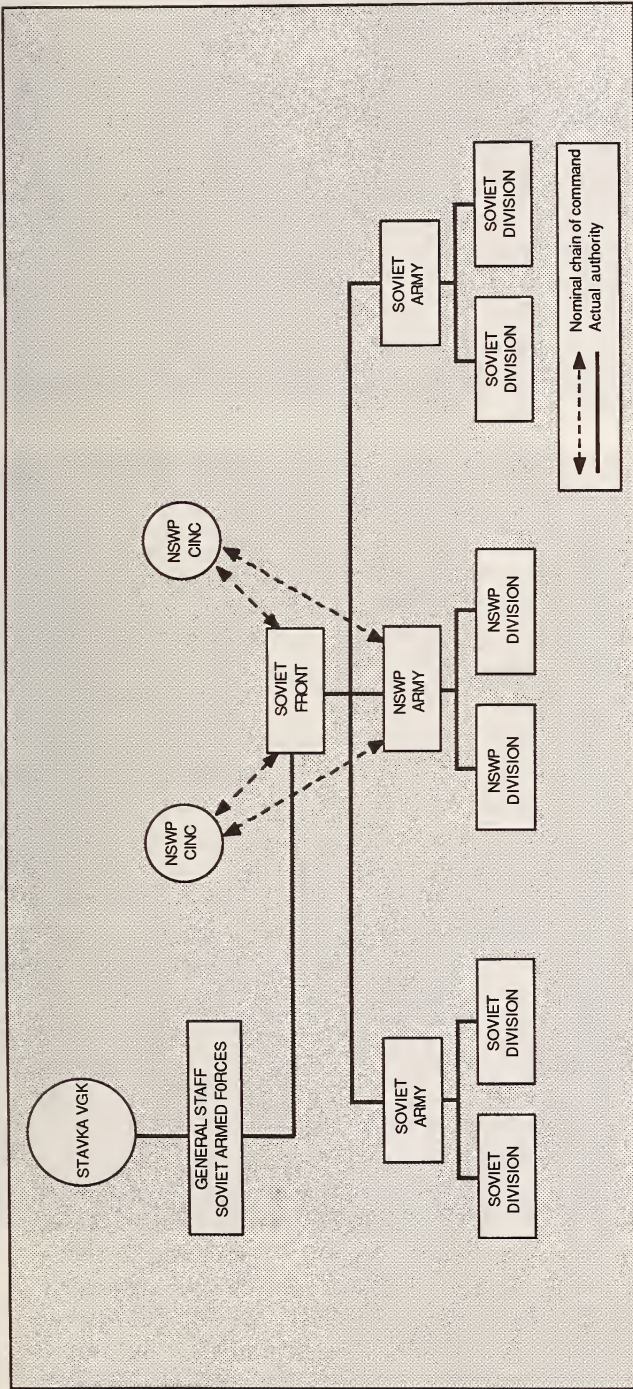 STAVKA VGK
GENERAL STAFF
SOVIET ARMED FORCES
NSWP
CINC
NSWP
CINC
SOVIET
FRONT
SOVIET
ARMY
NSWP
ARMY
SOVIET
ARMY
SOVIET
DIVISION
SOVIET
DIVISION
NSWP
DIVISION
NSWP
DIVISION
SOVIET
DIVISION
SOVIET
DIVISION
Nominal chain of command
Actual authority